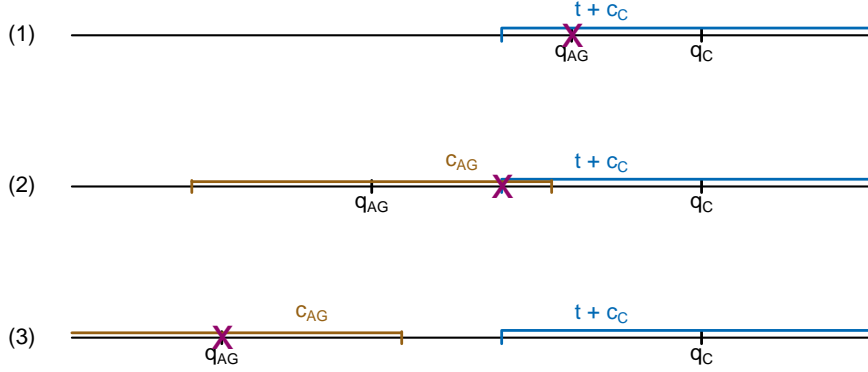 t + c_C
(1)
q_AG q_C
c_AG t + c_C
(2)
q_AG q_C
c_AG t + c_C
(3)
q_AG q_C